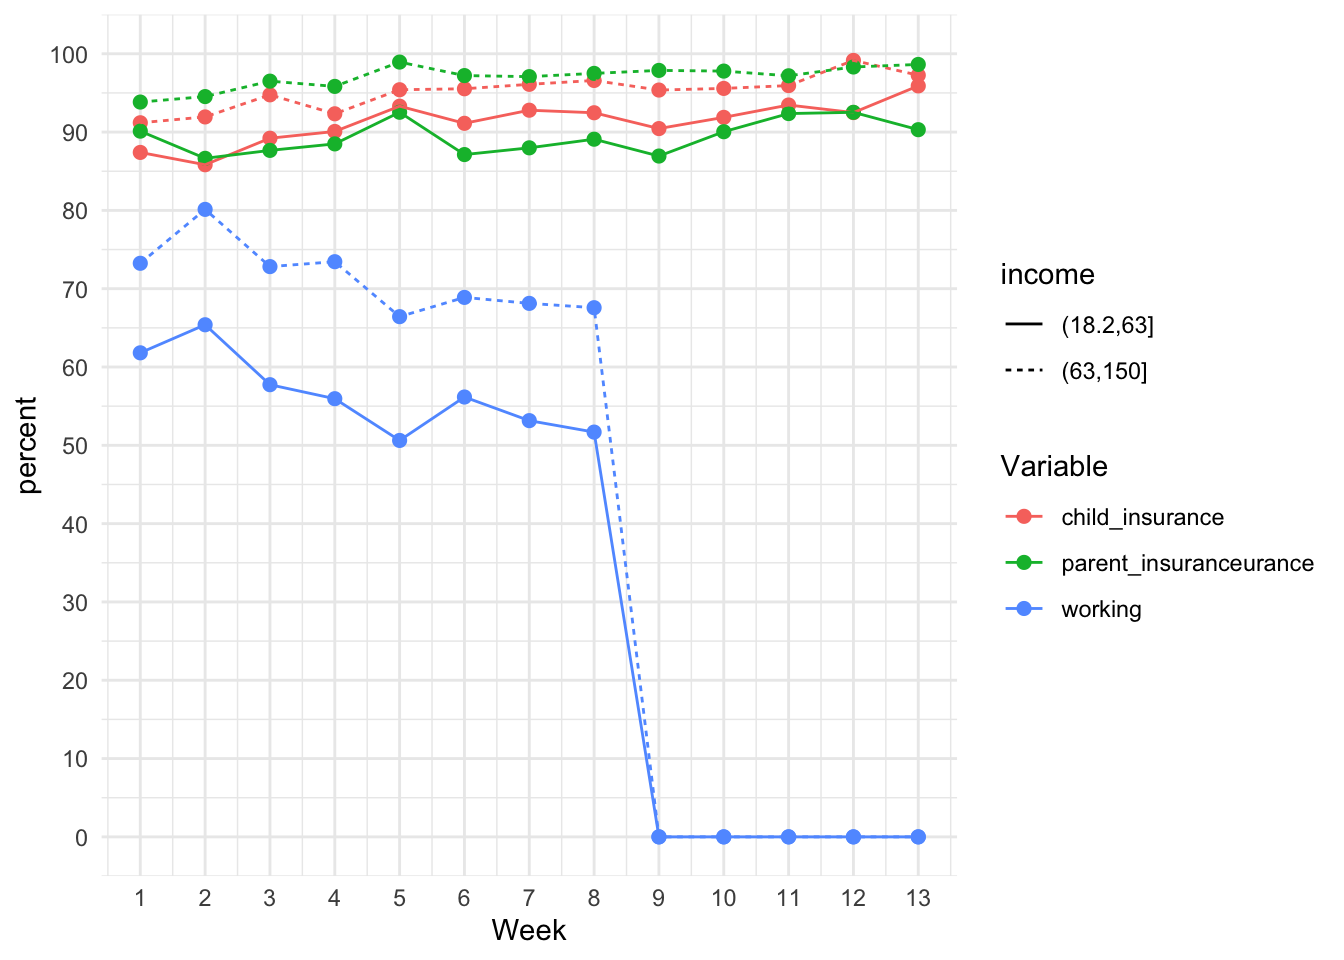 100
90
80
70
60
50
40
30
20
10
0
percent
1 2 3 4 5 6 7 8 9 10 11 12 13
Week
income
(18.2,63]
(63,150]
Variable
child_insurance
parent_insuranceurance
working